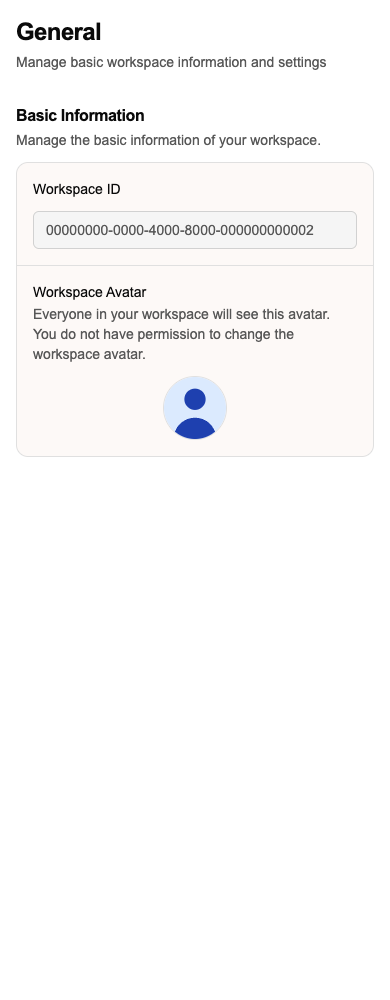 General
Manage basic workspace information and settings
Basic Information
Manage the basic information of your workspace.
Workspace ID
00000000-0000-4000-8000-000000000002
Workspace Avatar
Everyone in your workspace will see this avatar.
You do not have permission to change the
workspace avatar.